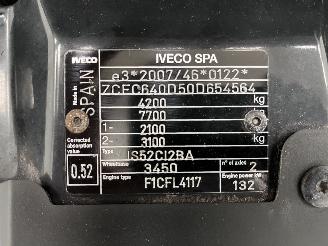 IVECO IVECO SPA
Made in SPAIN
e3*2007/46*0122*
ZCFC640D50D654564
4200 kg
7700 kg
1- 2100 kg
2- 3100 kg
Type IS52CI2BA
Wheelbase 3450 n° of axles 2
Engine type F1CFL4117 Engine power kW 132
Corrected absorption value
0.52